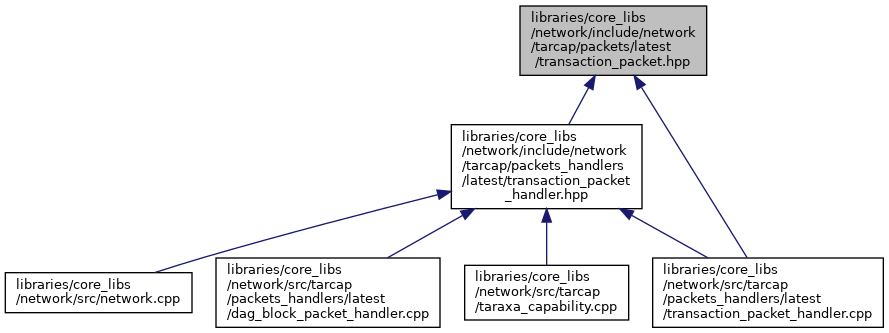 libraries/core_libs
/network/include/network
/tarcap/packets/latest
/transaction_packet.hpp
libraries/core_libs
/network/include/network
/tarcap/packets_handlers
/latest/transaction_packet
_handler.hpp
libraries/core_libs
/network/src/network.cpp
libraries/core_libs
/network/src/tarcap
/packets_handlers/latest
/dag_block_packet_handler.cpp
libraries/core_libs
/network/src/tarcap
/taraxa_capability.cpp
libraries/core_libs
/network/src/tarcap
/packets_handlers/latest
/transaction_packet_handler.cpp